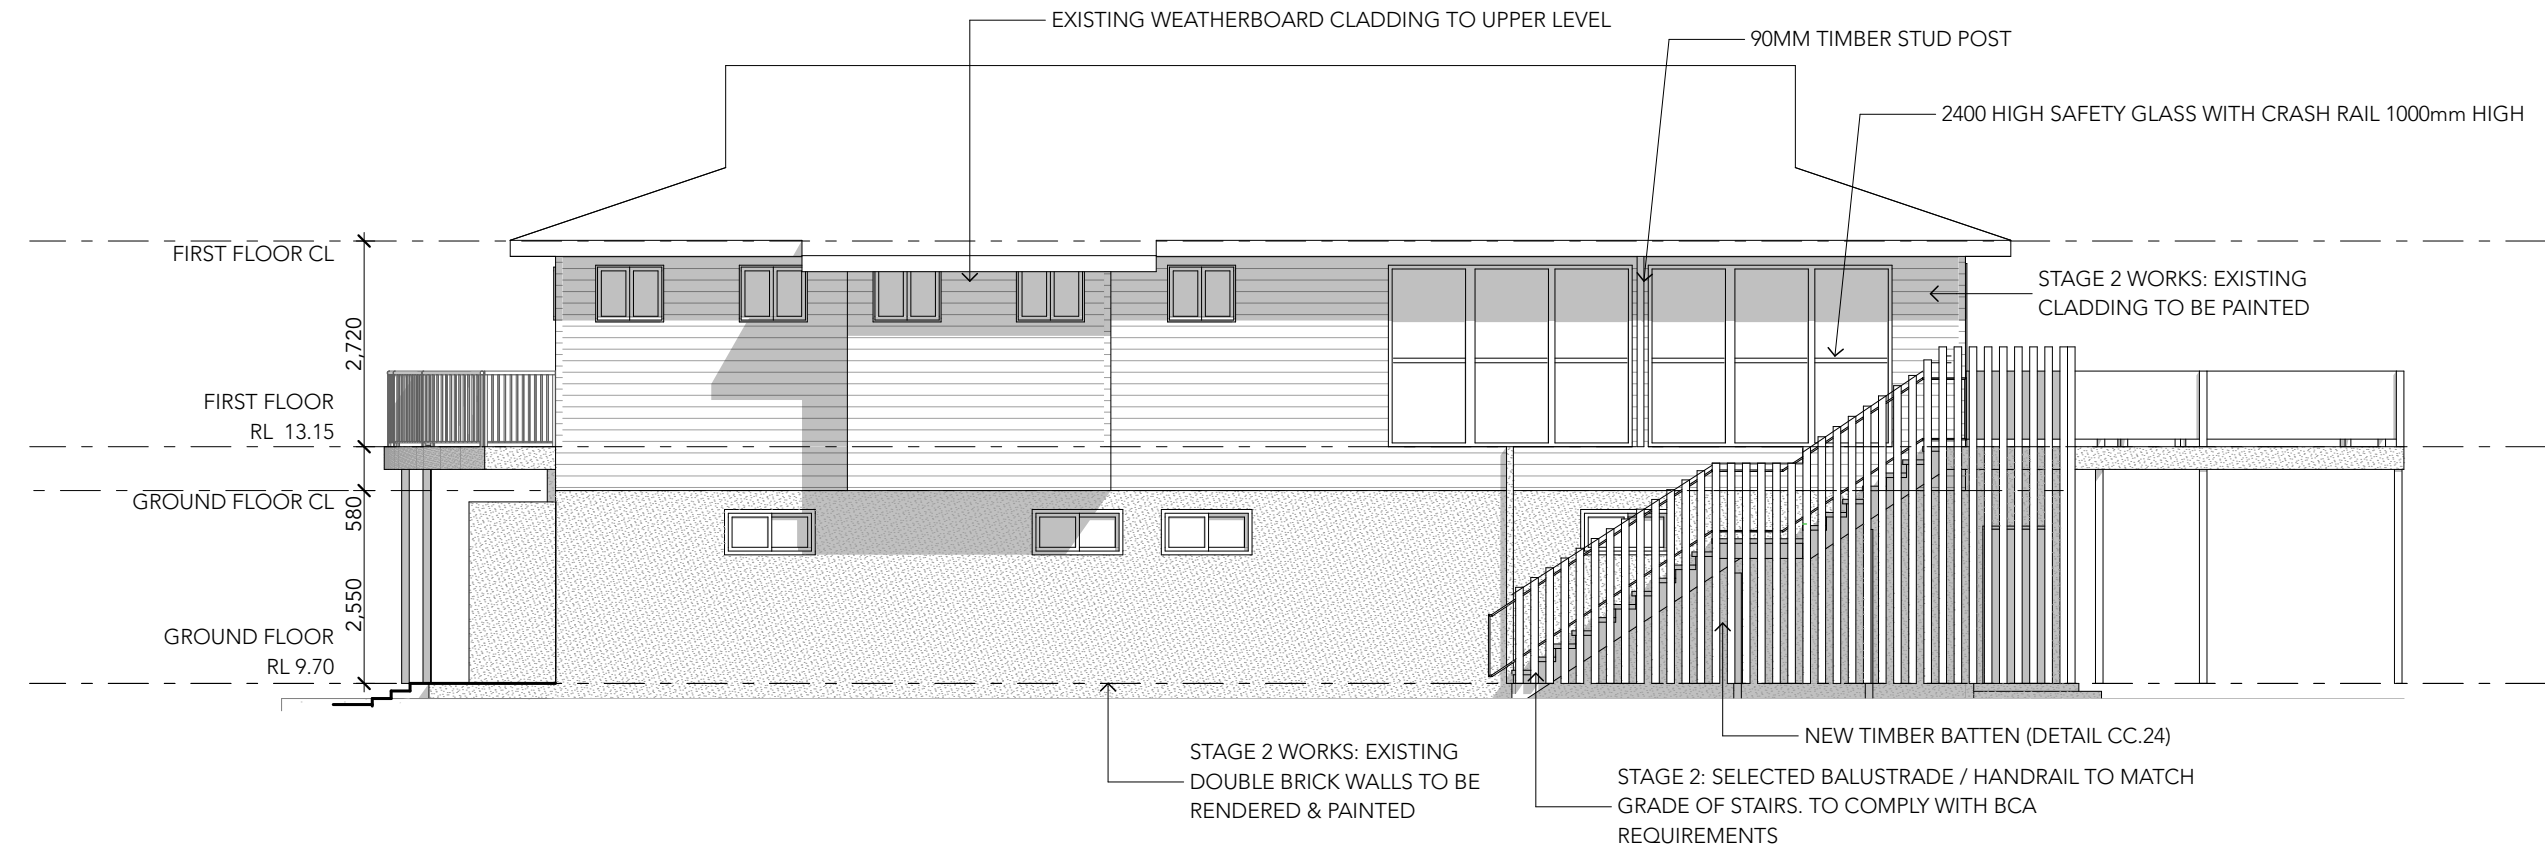 EXISTING WEATHERBOARD CLADDING TO UPPER LEVEL
90MM TIMBER STUD POST
2400 HIGH SAFETY GLASS WITH CRASH RAIL 1000mm HIGH
FIRST FLOOR CL
STAGE 2 WORKS: EXISTING
CLADDING TO BE PAINTED
2,720
FIRST FLOOR
RL 13.15
GROUND FLOOR CL
580
2,550
GROUND FLOOR
RL 9.70
NEW TIMBER BATTEN (DETAIL CC.24)
STAGE 2 WORKS: EXISTING
DOUBLE BRICK WALLS TO BE
RENDERED & PAINTED
STAGE 2: SELECTED BALUSTRADE / HANDRAIL TO MATCH
GRADE OF STAIRS. TO COMPLY WITH BCA
REQUIREMENTS